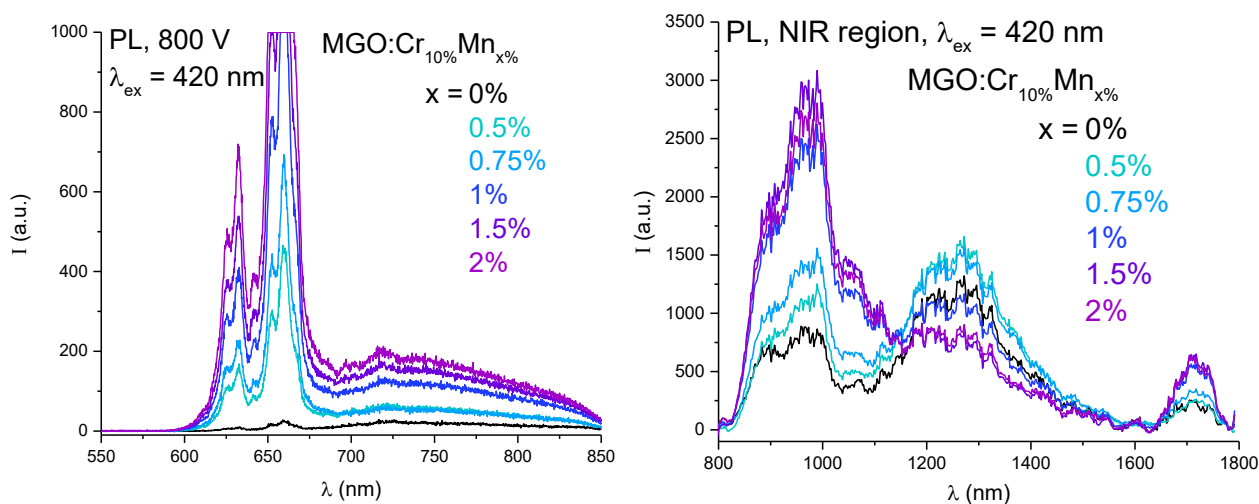 PL, 800 V
λex = 420 nm
MGO:Cr10%Mnx%
x = 0%
0.5%
0.75%
1%
1.5%
2%
I (a.u.)
1000
800
600
400
200
0
550 600 650 700 750 800 850
λ (nm)
PL, NIR region, λex = 420 nm
MGO:Cr10%Mnx%
x = 0%
0.5%
0.75%
1%
1.5%
2%
I (a.u.)
3500
3000
2500
2000
1500
1000
500
0
800 1000 1200 1400 1600 1800
λ (nm)